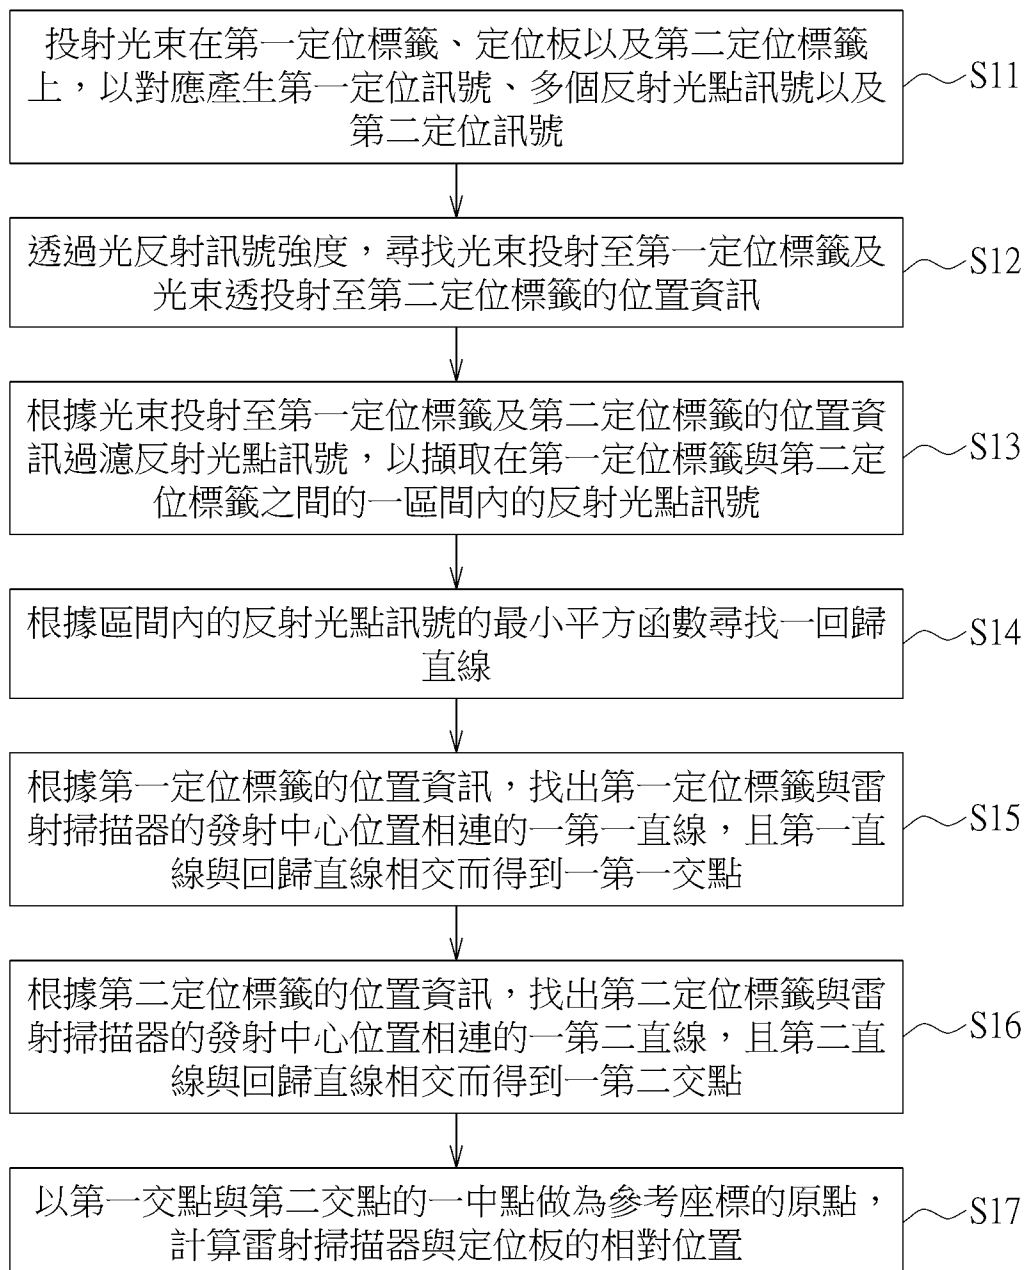 投射光束在第一定位標籤、定位板以及第二定位標籤
上，以對應產生第一定位訊號、多個反射光點訊號以及
第二定位訊號
S11
透過光反射訊號強度，尋找光束投射至第一定位標籤及
光束透投射至第二定位標籤的位置資訊
S12
根據光束投射至第一定位標籤及第二定位標籤的位置資
訊過濾反射光點訊號，以擷取在第一定位標籤與第二定
位標籤之間的一區間內的反射光點訊號
S13
根據區間內的反射光點訊號的最小平方函數尋找一回歸
直線
S14
根據第一定位標籤的位置資訊，找出第一定位標籤與雷
射掃描器的發射中心位置相連的一第一直線，且第一直
線與回歸直線相交而得到一第一交點
S15
根據第二定位標籤的位置資訊，找出第二定位標籤與雷
射掃描器的發射中心位置相連的一第二直線，且第二直
線與回歸直線相交而得到一第二交點
S16
以第一交點與第二交點的一中點做為參考座標的原點，
計算雷射掃描器與定位板的相對位置
S17